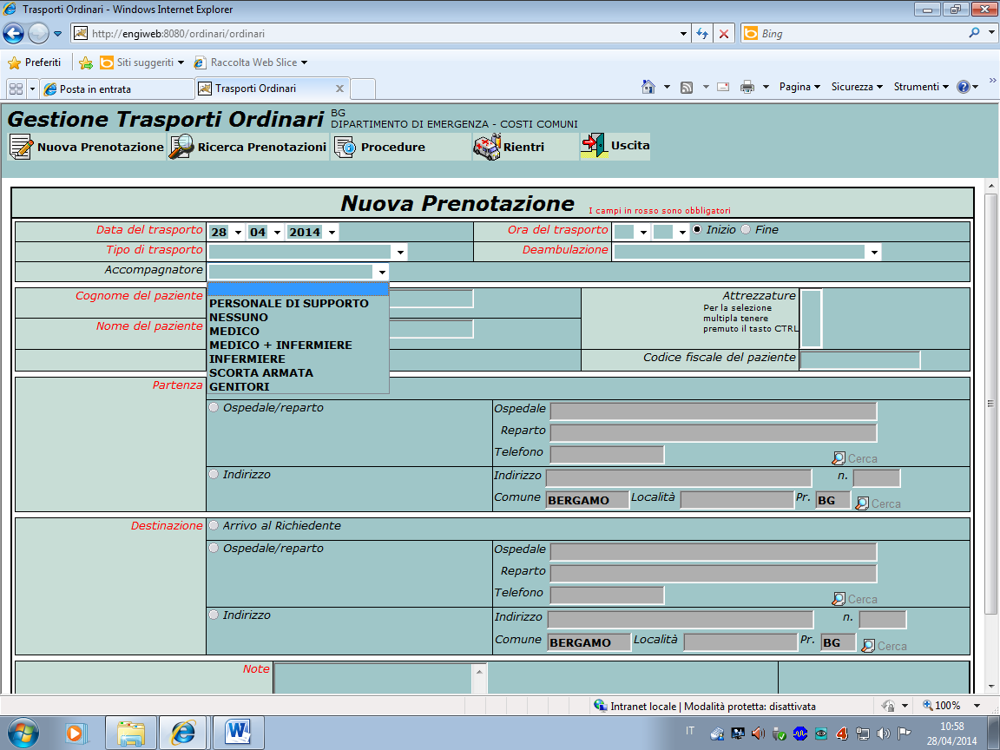 Trasporti Ordinari - Windows Internet Explorer
http://engiweb:8080/ordinari/ordinari
Bing
Preferiti
Siti suggeriti
Raccolta Web Slice
Posta in entrata
Trasporti Ordinari
Pagina
Sicurezza
Strumenti
Gestione Trasporti Ordinari
BG
DIPARTIMENTO DI EMERGENZA - COSTI COMUNI
Nuova Prenotazione
Ricerca Prenotazioni
Procedure
Rientri
Uscita
Nuova Prenotazione
I campi in rosso sono obbligatori
Data del trasporto 28 04 2014
Ora del trasporto Inizio Fine
Tipo di trasporto
Deambulazione
Accompagnatore
PERSONALE DI SUPPORTO
NESSUNO
MEDICO
MEDICO + INFERMIERE
INFERMIERE
SCORTA ARMATA
GENITORI
Cognome del paziente
Nome del paziente
Attrezzature
Per la selezione
multipla tenere
premuto il tasto CTRL
Codice fiscale del paziente
Partenza
Ospedale/reparto
Ospedale
Reparto
Telefono
Cerca
Indirizzo
Indirizzo n.
Comune BERGAMO Località Pr. BG Cerca
Destinazione
Arrivo al Richiedente
Ospedale/reparto
Ospedale
Reparto
Telefono
Cerca
Indirizzo
Indirizzo n.
Comune BERGAMO Località Pr. BG Cerca
Note
Intranet locale | Modalità protetta: disattivata
100%
IT
10:58
28/04/2014